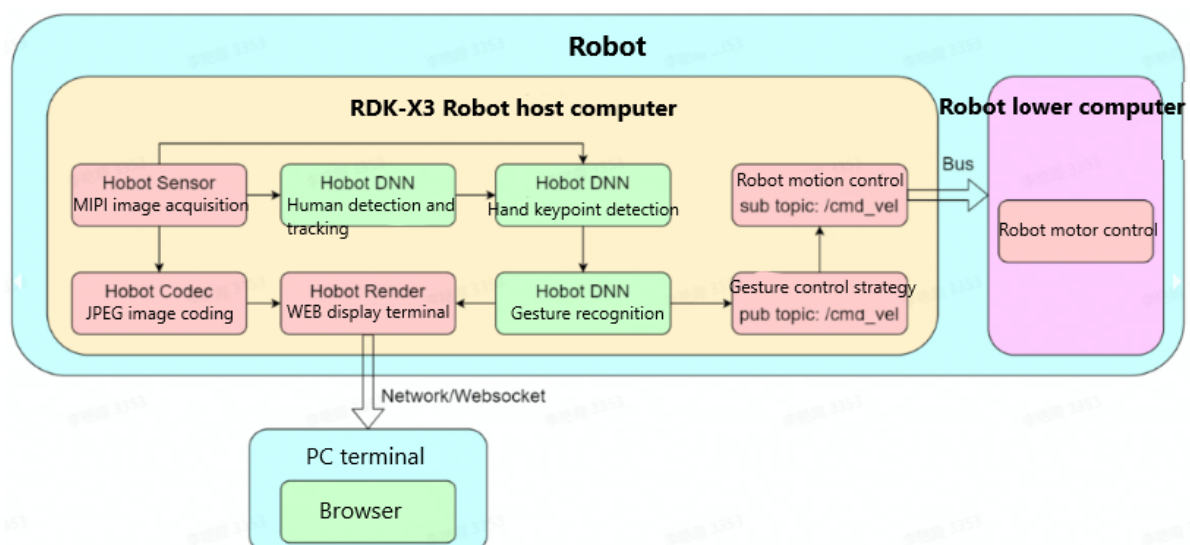 Robot
RDK-X3 Robot host computer
Robot lower computer
Hobot Sensor
MIPI image acquisition
Hobot DNN
Human detection and
tracking
Hobot DNN
Hand keypoint detection
Robot motion control
sub topic: /cmd_vel
Bus
Robot motor control
Hobot Codec
JPEG image coding
Hobot Render
WEB display terminal
Hobot DNN
Gesture recognition
Gesture control strategy
pub topic: /cmd_vel
Network/Websocket
PC terminal
Browser